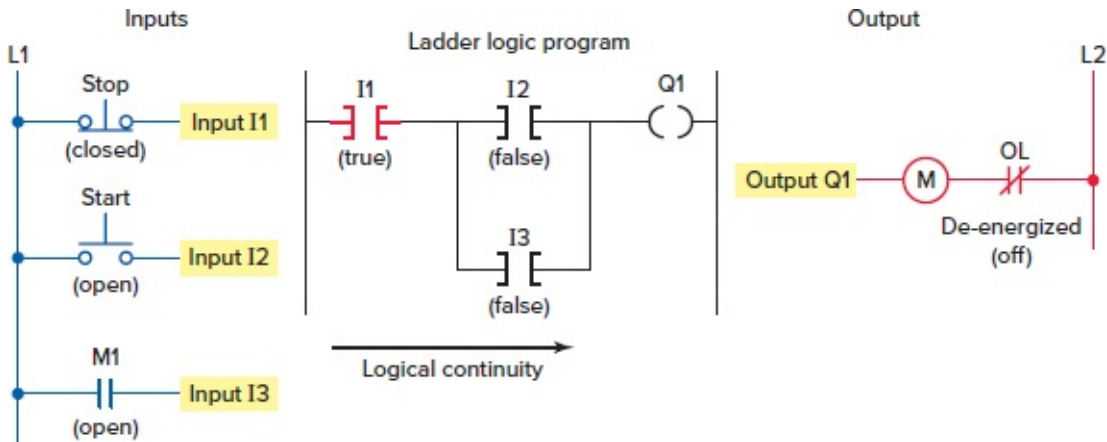 Inputs
Ladder logic program
Output
L1
L2
Stop
Input I1
(closed)
Start
Input I2
(open)
M1
Input I3
(open)
I1
(true)
I2
(false)
Q1
I3
(false)
Logical continuity
Output Q1
M
OL
De-energized
(off)